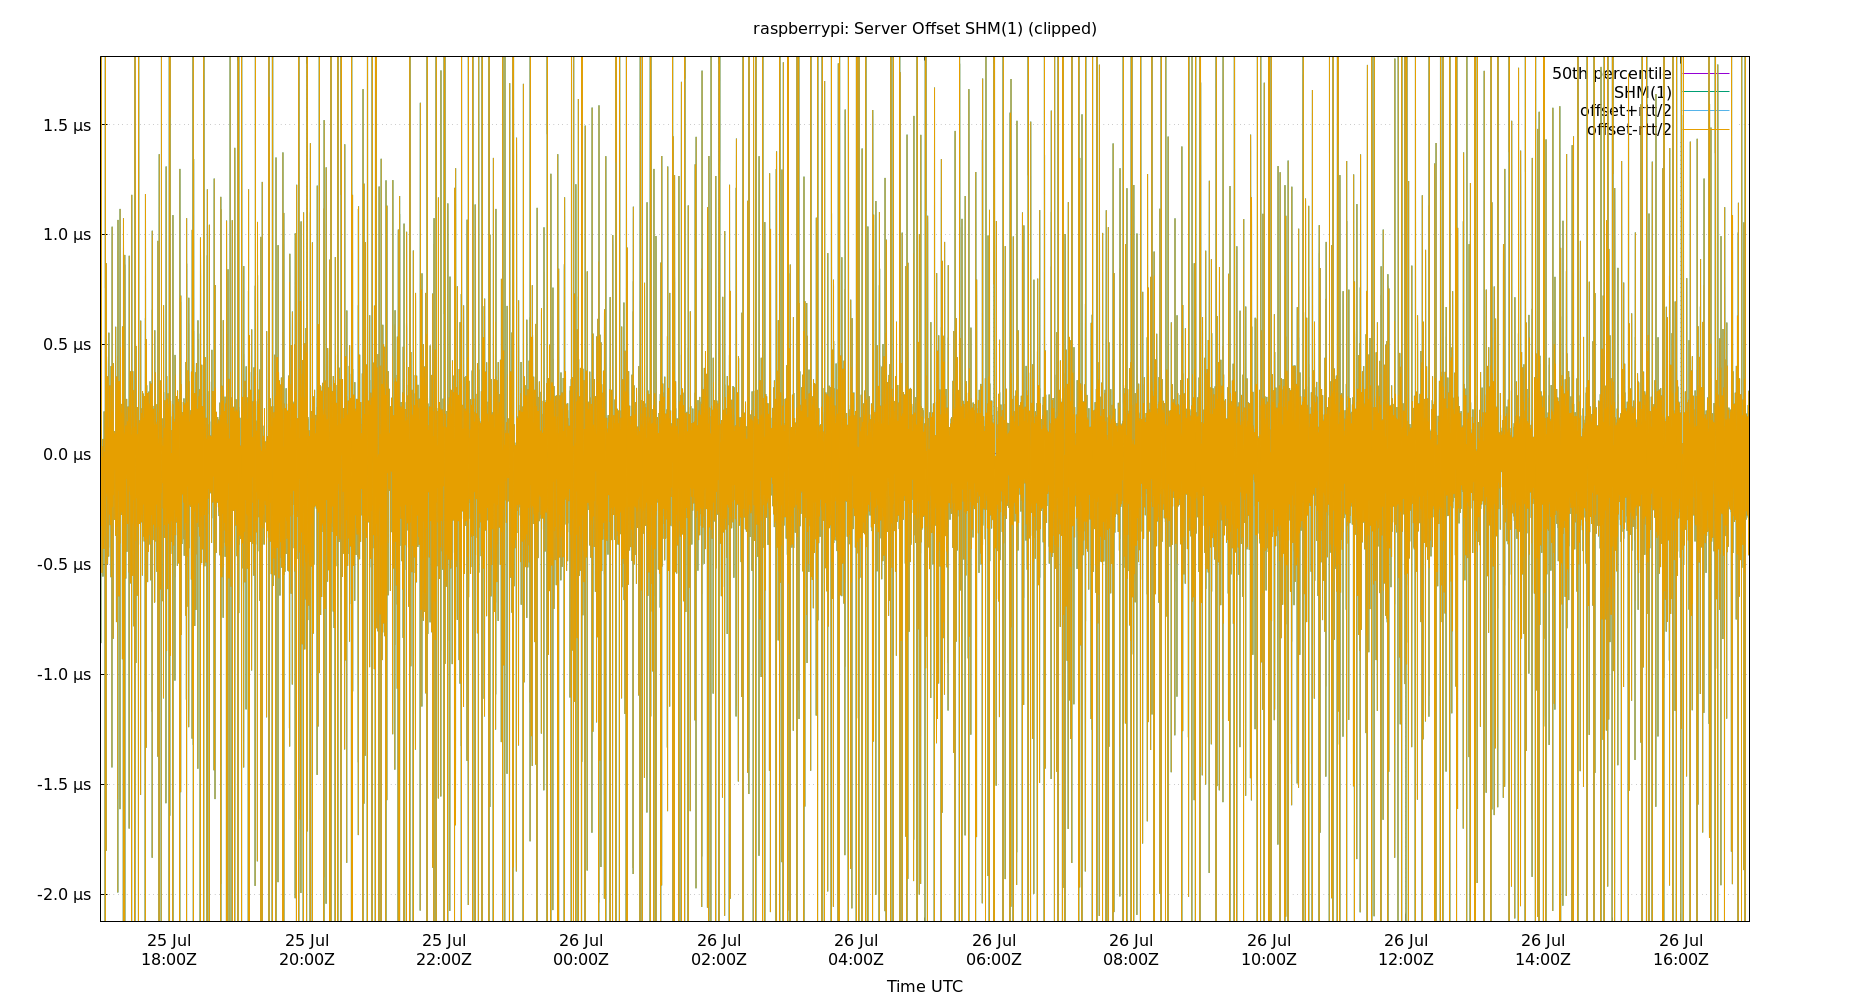 raspberrypi: Server Offset SHM(1) (clipped)
50th percentile
SHM(1)
offset+rtt/2
offset-rtt/2
1.5 µs
1.0 µs
0.5 µs
0.0 µs
-0.5 µs
-1.0 µs
-1.5 µs
-2.0 µs
25 Jul 25 Jul 25 Jul 26 Jul 26 Jul 26 Jul 26 Jul 26 Jul 26 Jul 26 Jul 26 Jul 26 Jul
18:00Z 20:00Z 22:00Z 00:00Z 02:00Z 04:00Z 06:00Z 08:00Z 10:00Z 12:00Z 14:00Z 16:00Z
Time UTC